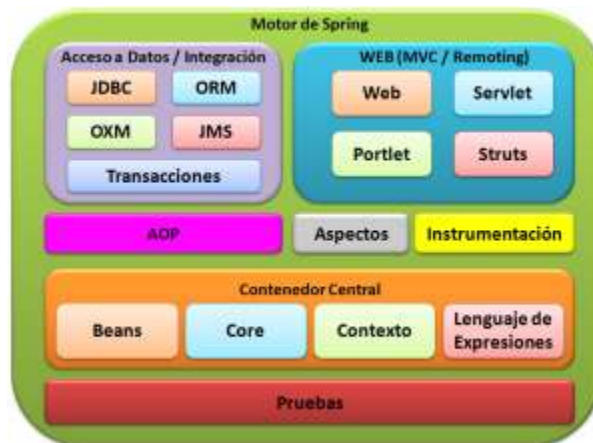 Motor de Spring
Acceso a Datos / Integración
JDBC
ORM
OXM
JMS
Transacciones
WEB (MVC / Remoting)
Web
Servlet
Portlet
Struts
AOP
Aspectos
Instrumentación
Contenedor Central
Beans
Core
Contexto
Lenguaje de
Expresiones
Pruebas